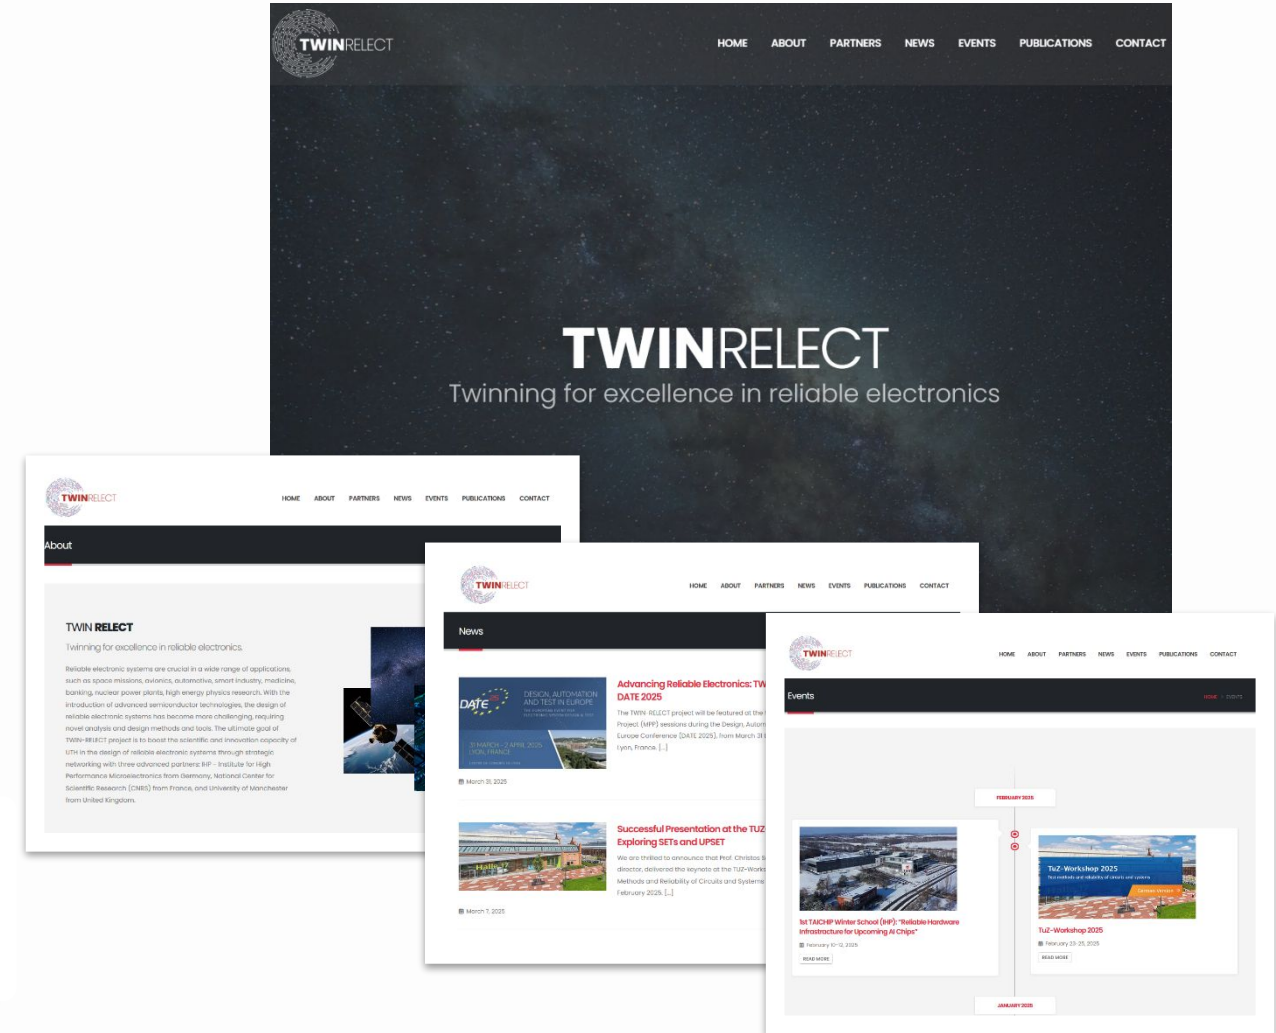 TWINRELECT
HOME ABOUT PARTNERS NEWS EVENTS PUBLICATIONS CONTACT
TWINRELECT
Twinning for excellence in reliable electronics
TWINRELECT
HOME ABOUT PARTNERS NEWS EVENTS PUBLICATIONS CONTACT
About
TWIN RELECT
Twinning for excellence in reliable electronics.
Reliable electronic systems are crucial in a wide range of applications,
such as space missions, avionics, automotive, smart industry, medicine,
banking, nuclear power plants, high energy physics research. With the
introduction of advanced semiconductor technologies, the design of
reliable electronic systems has become more challenging, requiring
novel analysis and design methods and tools. The ultimate goal of
TWIN-RELECT project is to boost the scientific and innovation capacity of
UTH in the design of reliable electronic systems through strategic
networking with three advanced partners: IHP - Institute for High
Performance Microelectronics from Germany, National Center for
Scientific Research (CNRS) from France, and University of Manchester
from United Kingdom.
TWINRELECT
HOME ABOUT PARTNERS NEWS EVENTS PUBLICATIONS CONTACT
News
DATE 25
DESIGN, AUTOMATION
AND TEST IN EUROPE
31 MARCH - 2 APRIL 2025
LYON, FRANCE
Advancing Reliable Electronics: TW
DATE 2025
The TWIN-RELECT project will be featured at the
Project (MPP) sessions during the Design, Autom
Europe Conference (DATE 2025), from March 31
Lyon, France. [...]
March 31, 2025
Successful Presentation at the TUZ
Exploring SETs and UPSET
We are thrilled to announce that Prof. Christos S
director, delivered the keynote at the TUZ-Works
Methods and Reliability of Circuits and Systems
February 2025. [...]
March 7, 2025
TWINRELECT
HOME ABOUT PARTNERS NEWS EVENTS PUBLICATIONS CONTACT
Events
HOME EVENTS
FEBRUARY 2025
1st TAICHIP Winter School (IHP): "Reliable Hardware
Infrastructure for Upcoming AI Chips"
February 10-12, 2025
READ MORE
TuZ-Workshop 2025
Test methods and reliability of circuits and systems
German Version
TuZ-Workshop 2025
February 23-25, 2025
READ MORE
JANUARY 2025